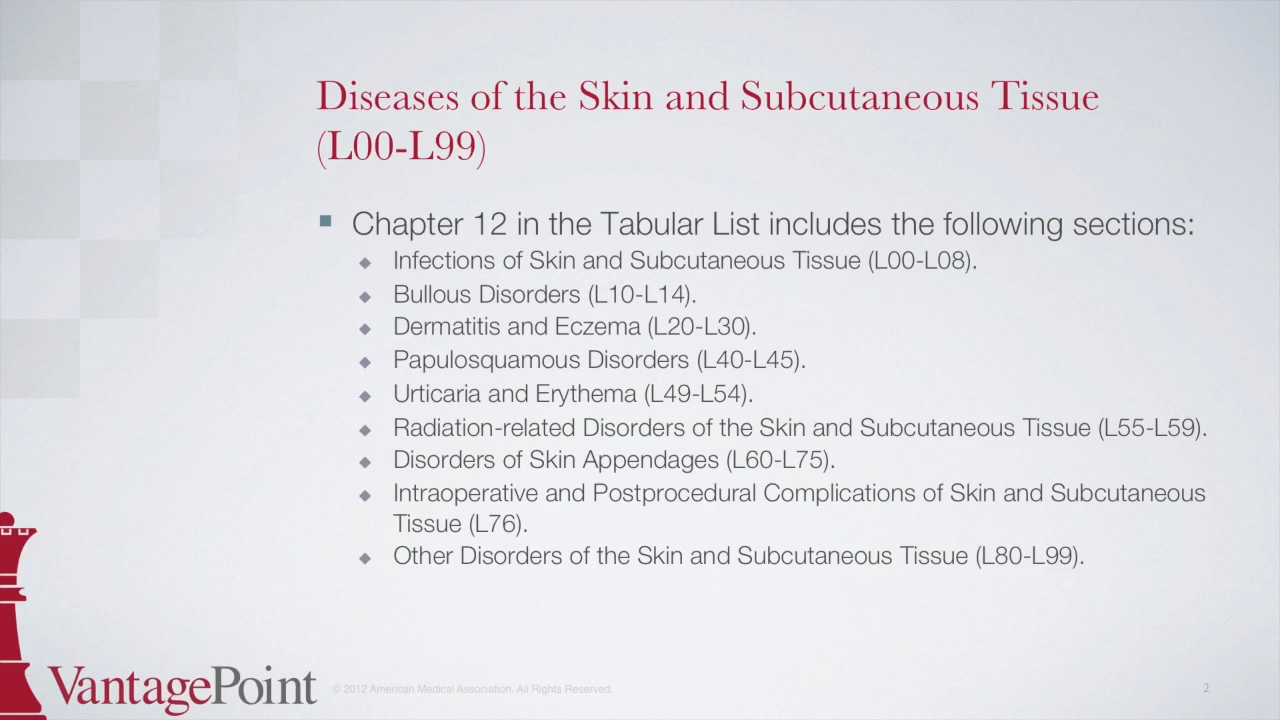 Diseases of the Skin and Subcutaneous Tissue
(L00-L99)
Chapter 12 in the Tabular List includes the following sections:
Infections of Skin and Subcutaneous Tissue (L00-L08).
Bullous Disorders (L10-L14).
Dermatitis and Eczema (L20-L30).
Papulosquamous Disorders (L40-L45).
Urticaria and Erythema (L49-L54).
Radiation-related Disorders of the Skin and Subcutaneous Tissue (L55-L59).
Disorders of Skin Appendages (L60-L75).
Intraoperative and Postprocedural Complications of Skin and Subcutaneous
Tissue (L76).
Other Disorders of the Skin and Subcutaneous Tissue (L80-L99).
VantagePoint
© 2012 American Medical Association. All Rights Reserved.
2